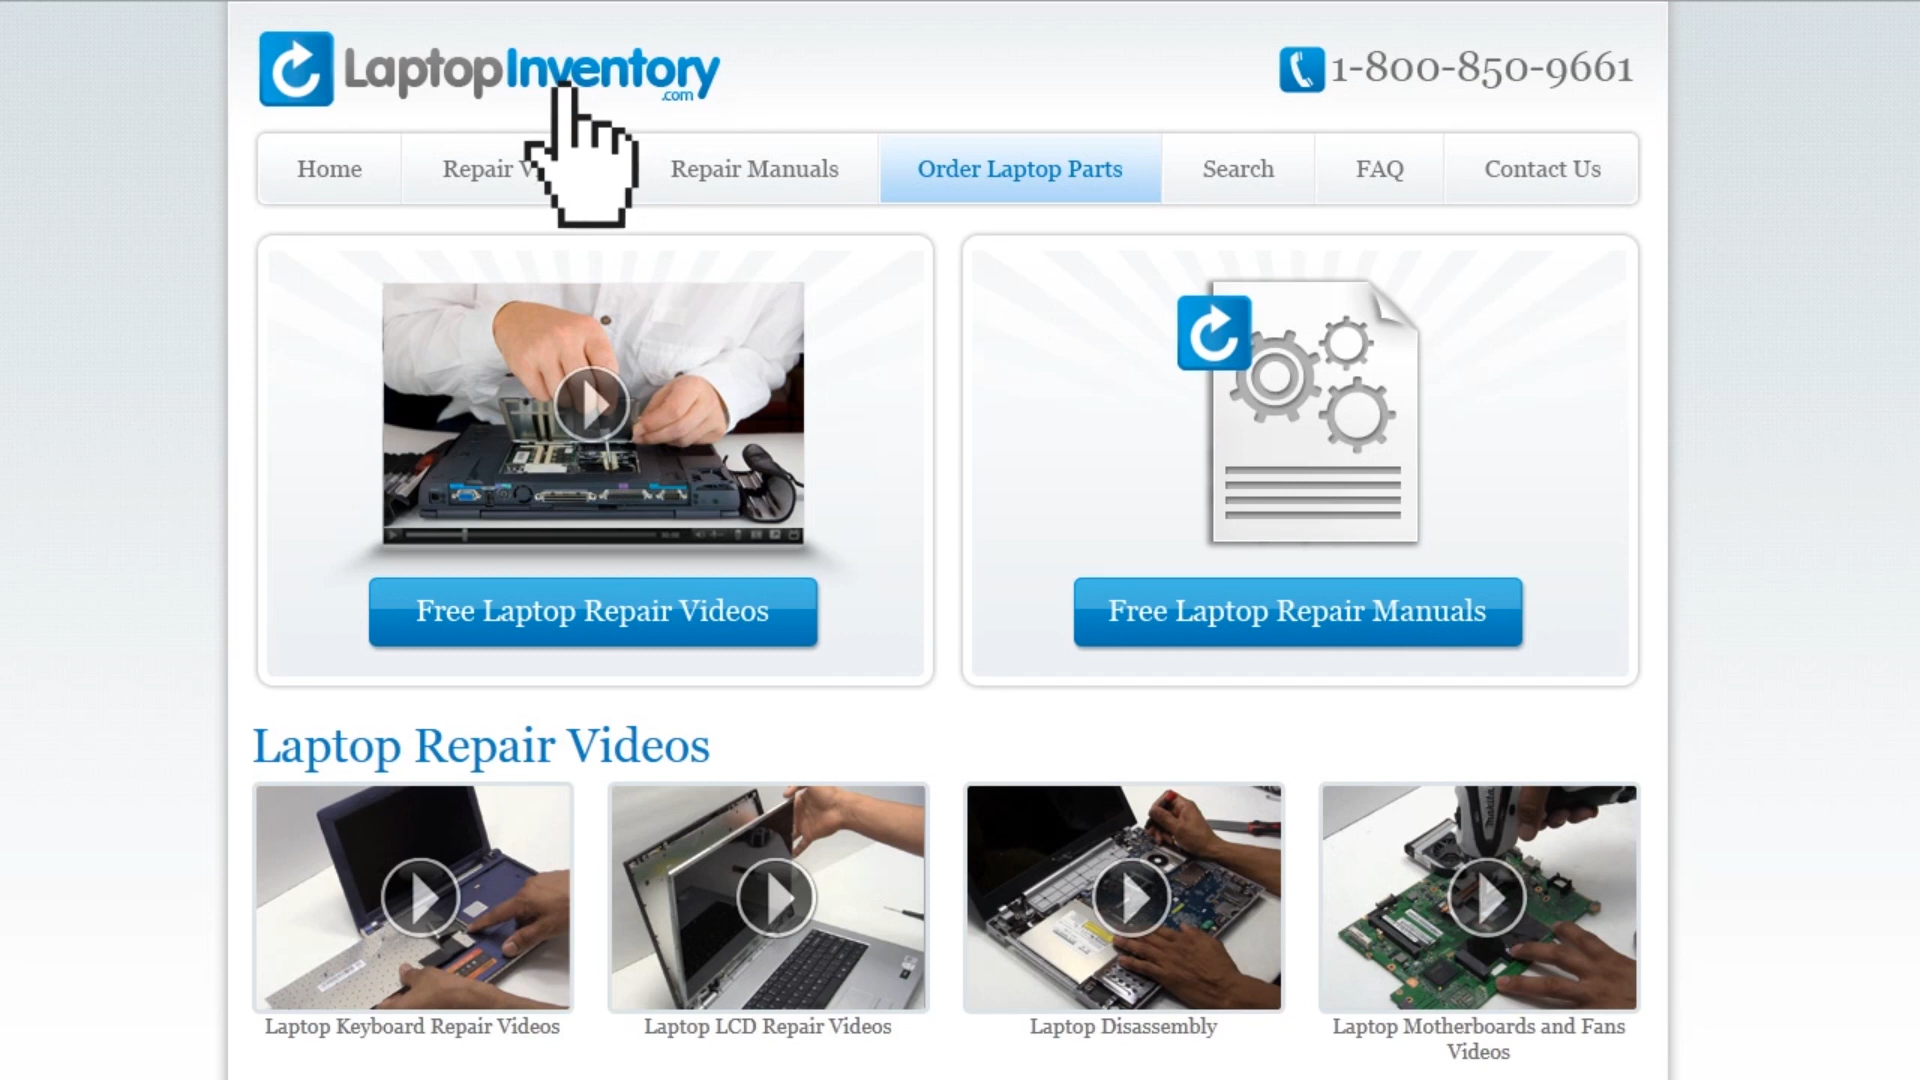 LaptopInventory
.com
1-800-850-9661
Home
Repair V
Repair Manuals
Order Laptop Parts
Search
FAQ
Contact Us
Free Laptop Repair Videos
Free Laptop Repair Manuals
Laptop Repair Videos
makita
Laptop Keyboard Repair Videos
Laptop LCD Repair Videos
Laptop Disassembly
Laptop Motherboards and Fans
Videos